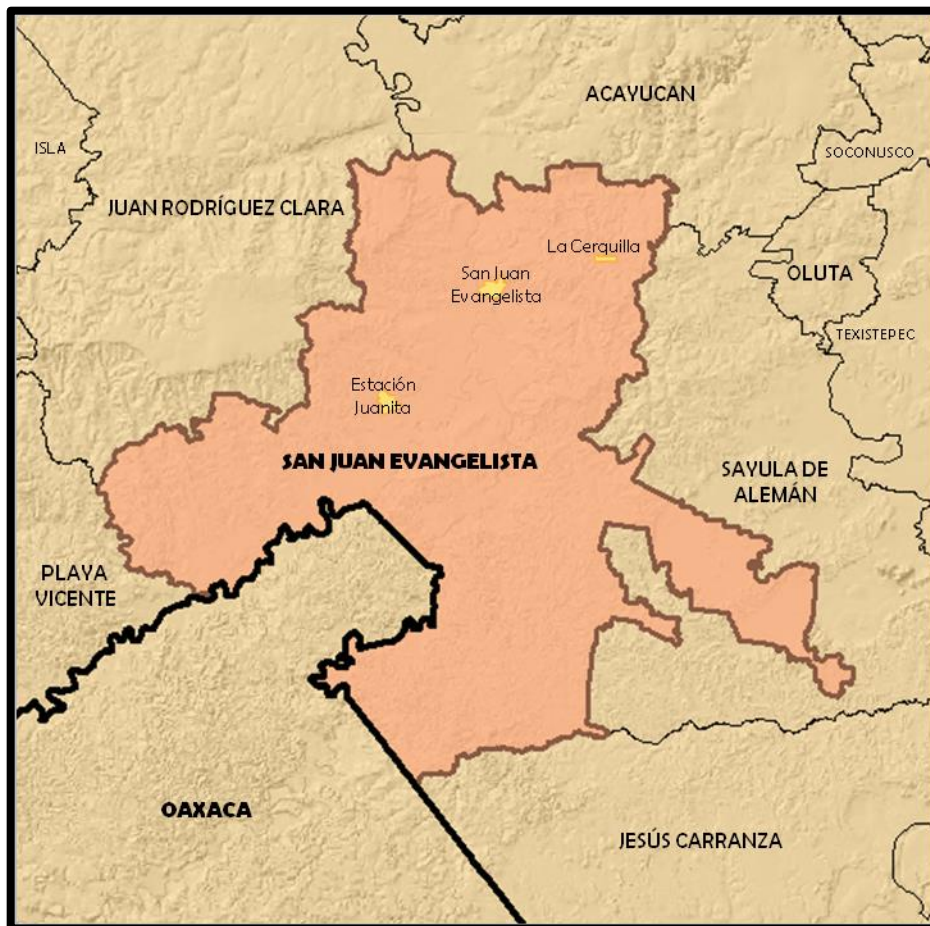 ACAYUCAN
ISLA
SOCONUSCO
JUAN RODRÍGUEZ CLARA
La Cerquilla
San Juan
Evangelista
OLUTA
TEXISTEPEC
Estación
Juanita
SAN JUAN EVANGELISTA
SAYULA DE
ALEMÁN
PLAYA
VICENTE
OAXACA
JESÚS CARRANZA